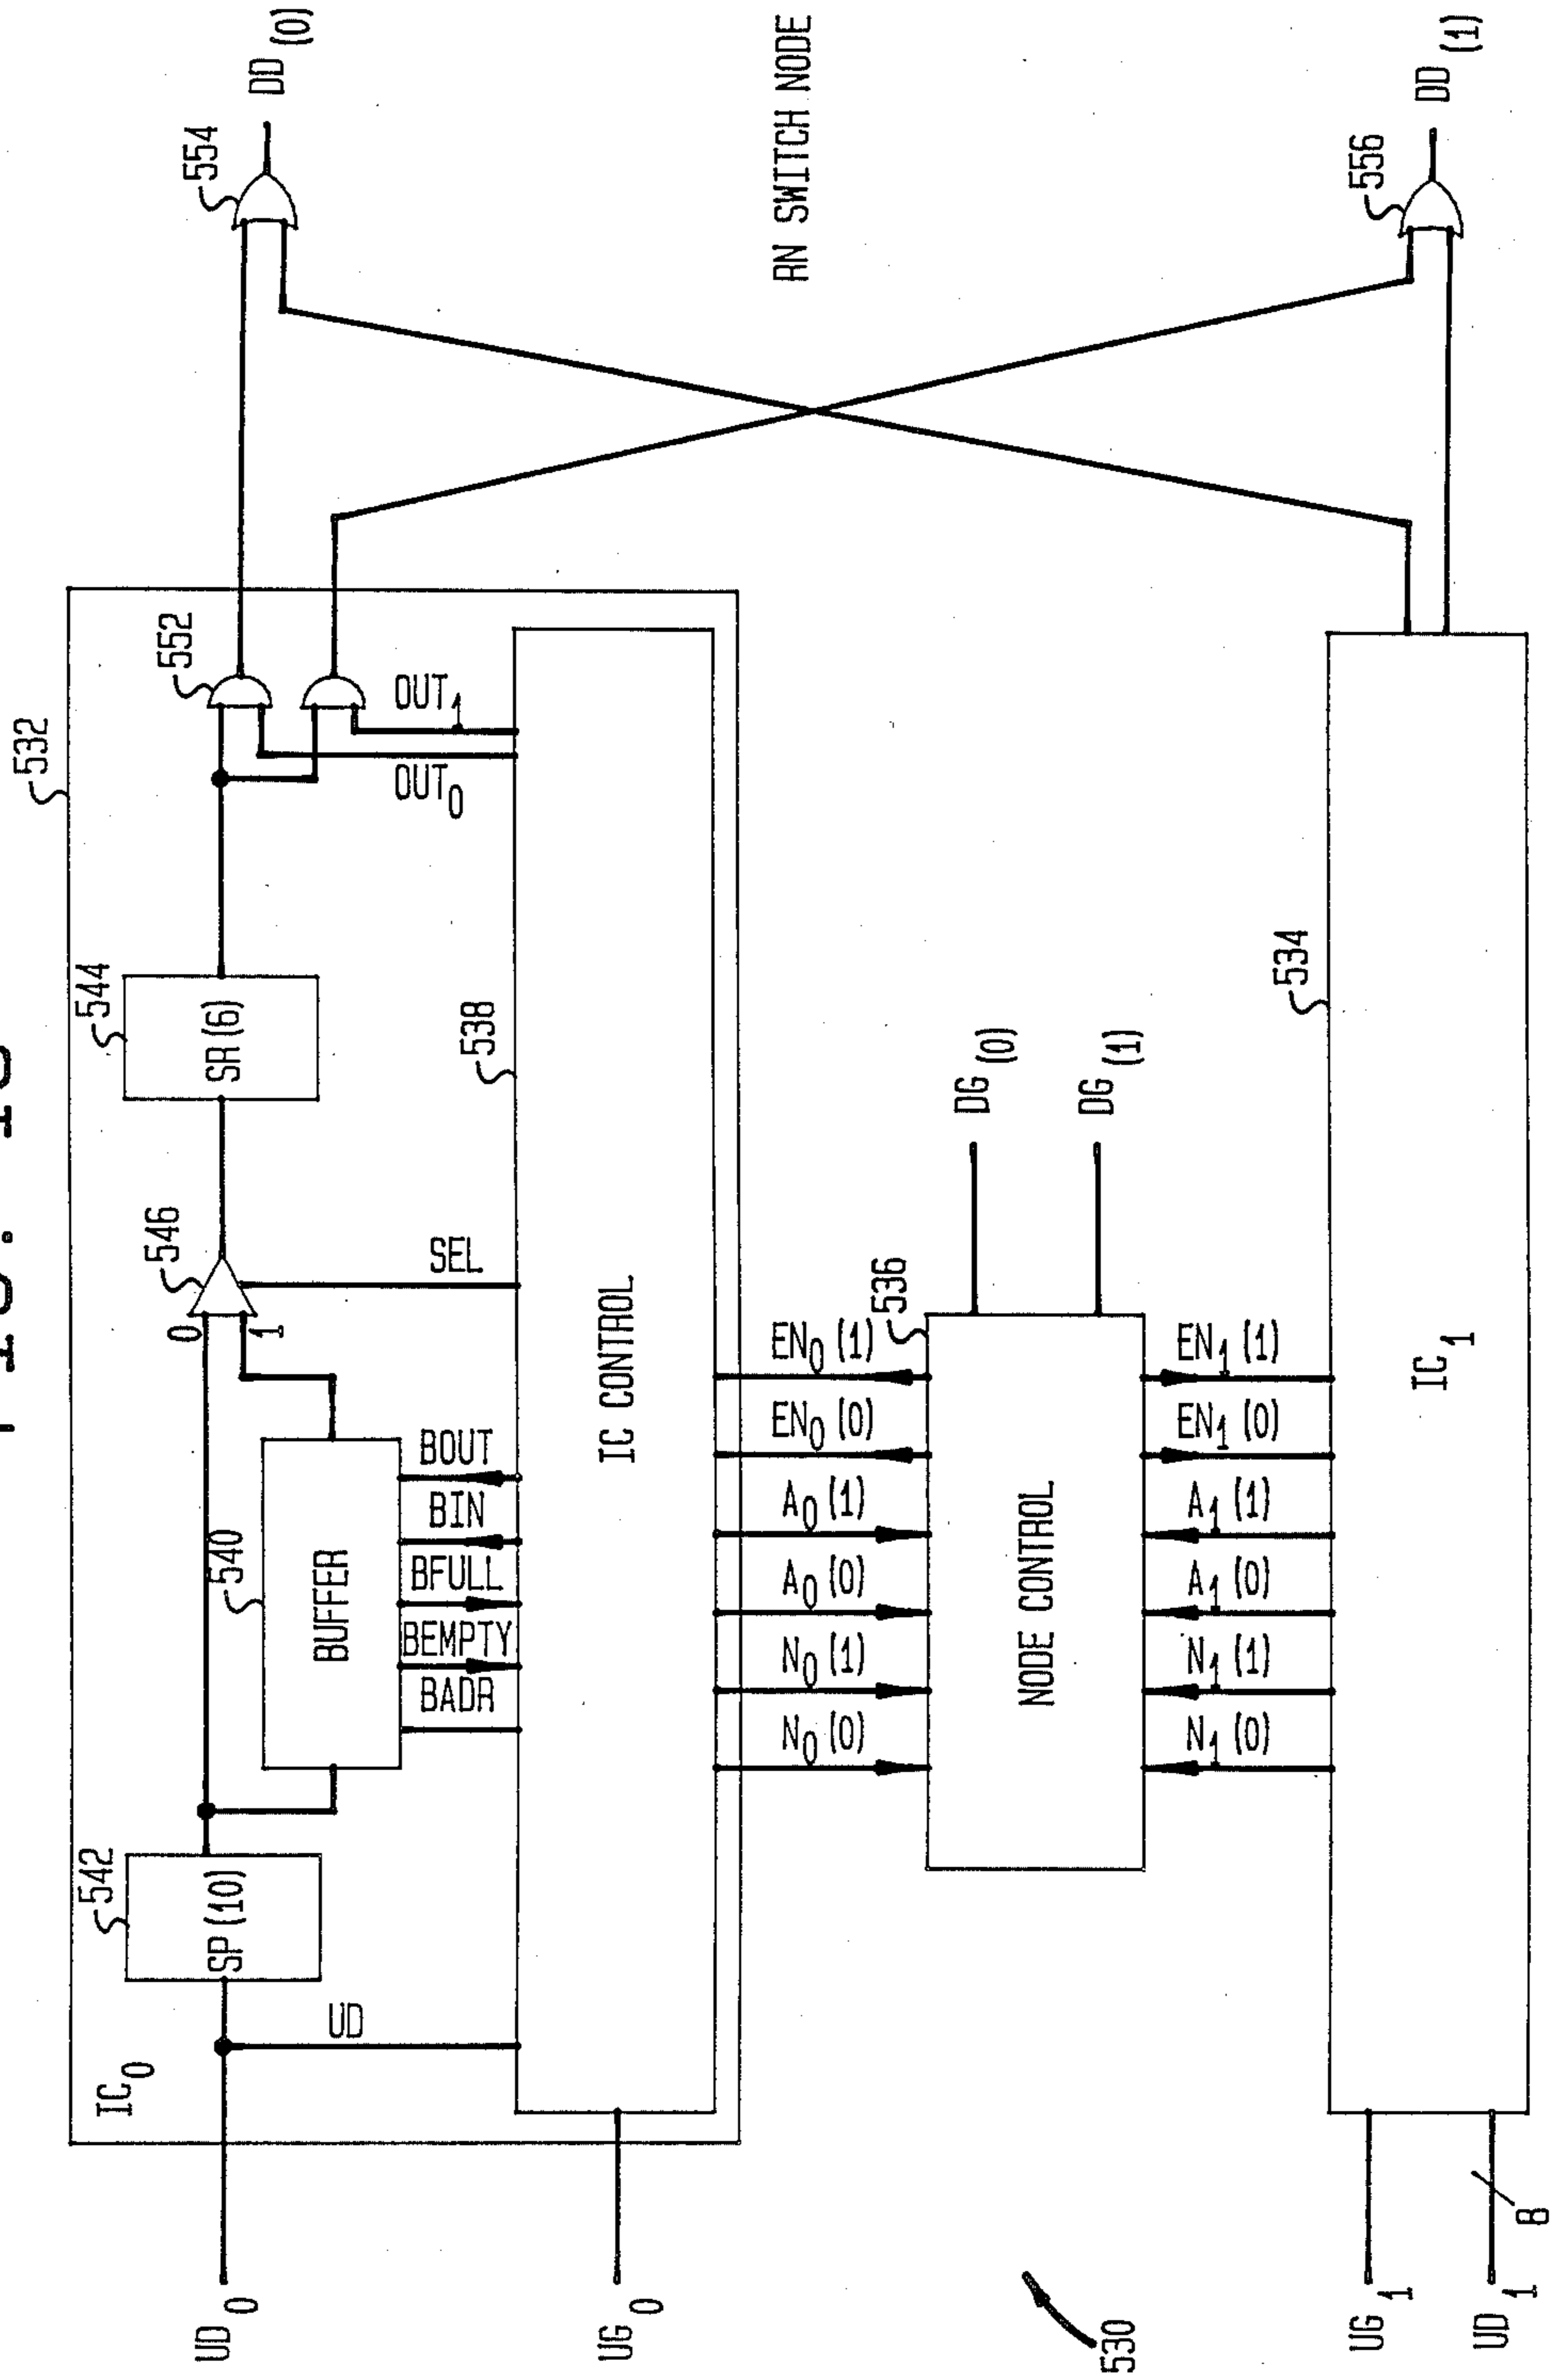 532
IC0
542
SP (10)
UD
UD0
540
BUFFER
BADR
BEMPTY
BFULL
BIN
BOUT
546
0
1
SEL
544
SR (6)
552
OUT0
OUT1
554
DD(0)
538
IC CONTROL
UG0
N0 (0)
N0 (1)
A0 (0)
A0 (1)
EN0 (0)
EN0 (1)
536
NODE CONTROL
DG(0)
DG(1)
RN SWITCH NODE
N1 (0)
N1 (1)
A1 (0)
A1 (1)
EN1 (0)
EN1 (1)
534
IC1
UG1
UD1
8
556
DD(1)
530